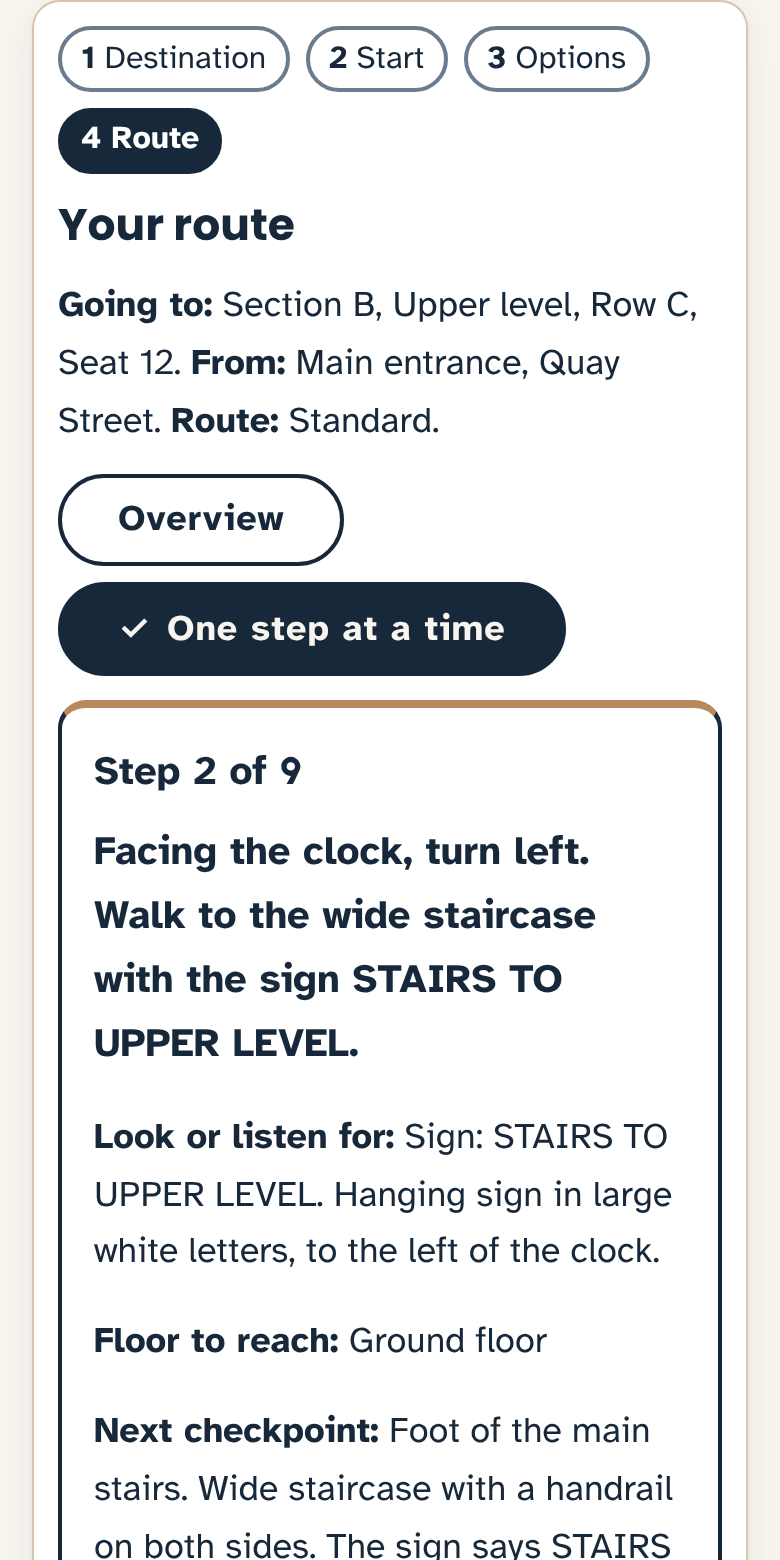 1 Destination
2 Start
3 Options
4 Route
Your route
Going to: Section B, Upper level, Row C,
Seat 12. From: Main entrance, Quay
Street. Route: Standard.
Overview
✓ One step at a time
Step 2 of 9
Facing the clock, turn left.
Walk to the wide staircase
with the sign STAIRS TO
UPPER LEVEL.
Look or listen for: Sign: STAIRS TO
UPPER LEVEL. Hanging sign in large
white letters, to the left of the clock.
Floor to reach: Ground floor
Next checkpoint: Foot of the main
stairs. Wide staircase with a handrail
on both sides. The sign says STAIRS